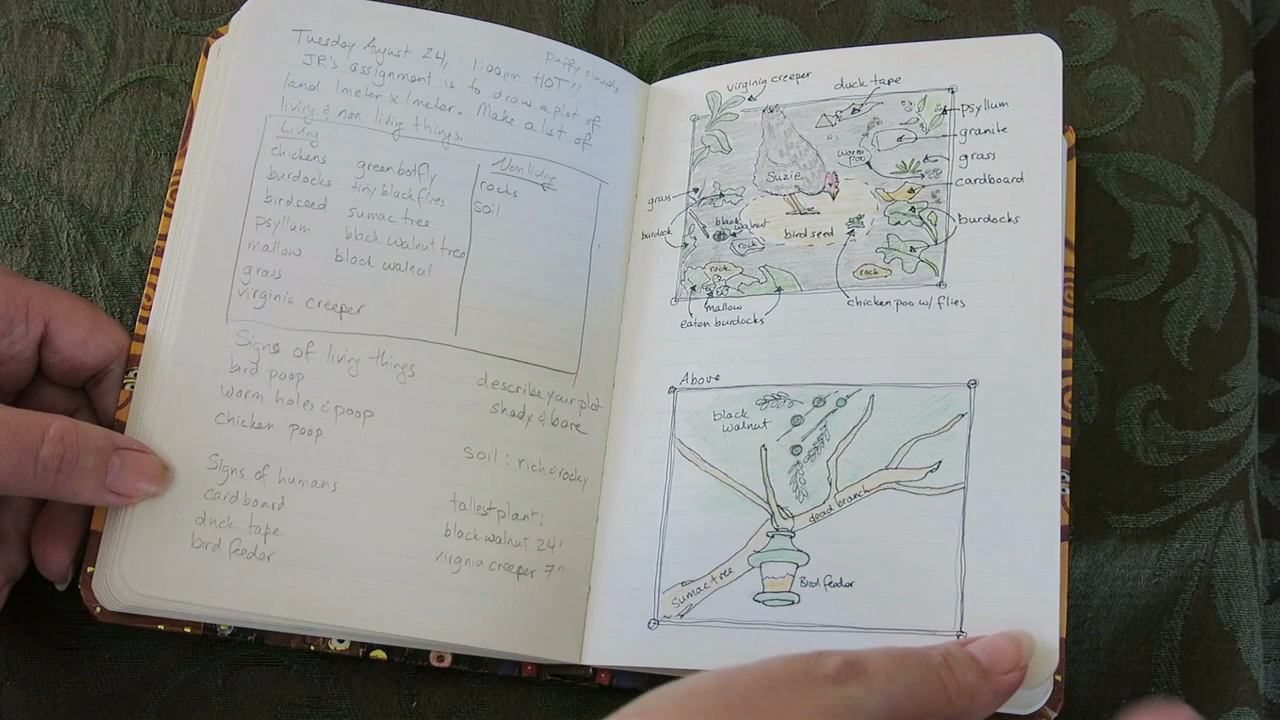 Tuesday August 24, 1:00pm HOT!! puffy clouds
JR's assignment is to draw a plot of
land 1meter x 1meter. Make a list of
living & non living things.
Living
chickens
burdocks
birdseed
psyllum
mallow
grass
virginia creeper
green botfly
tiny black flies
sumac tree
black walnut tree
black walnut
Nonliving
rocks
soil
Signs of living things
bird poop
worm holes & poop
chicken poop
Signs of humans
cardboard
duck tape
bird feeder
describe your plot
shady & bare
soil: rich & rocky
tallest plant:
black walnut 24'
virginia creeper 7"
virginia creeper
duck tape
psyllum
granite
worm poo
grass
cardboard
Suzie
grass
burdock
black walnut
rock
bird seed
burdocks
rock
rock
mallow
eaten burdocks
chicken poo w/ flies
Above
black
walnut
dead branch
sumac tree
Bird feeder